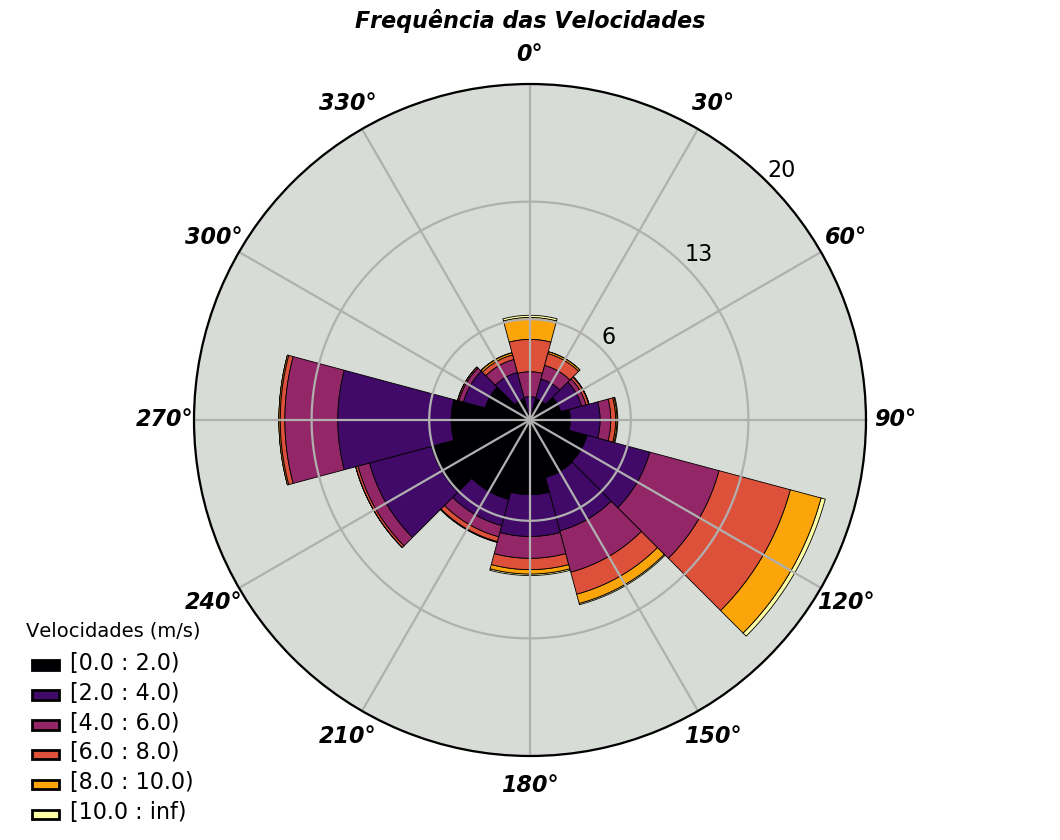 Frequência das Velocidades
0°
330°
30°
20
300°
60°
13
6
270°
90°
240°
120°
210°
150°
180°
Velocidades (m/s)
[0.0 : 2.0)
[2.0 : 4.0)
[4.0 : 6.0)
[6.0 : 8.0)
[8.0 : 10.0)
[10.0 : inf)